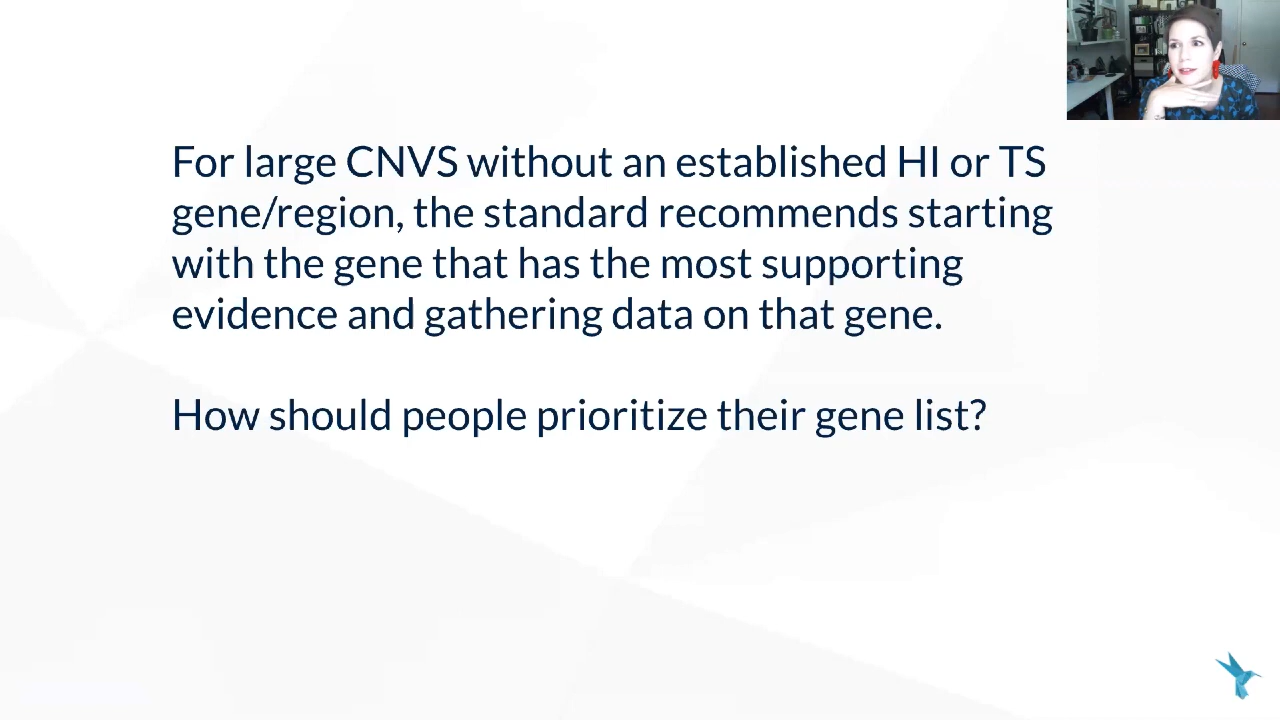 For large CNVS without an established HI or TS
gene/region, the standard recommends starting
with the gene that has the most supporting
evidence and gathering data on that gene.
How should people prioritize their gene list?